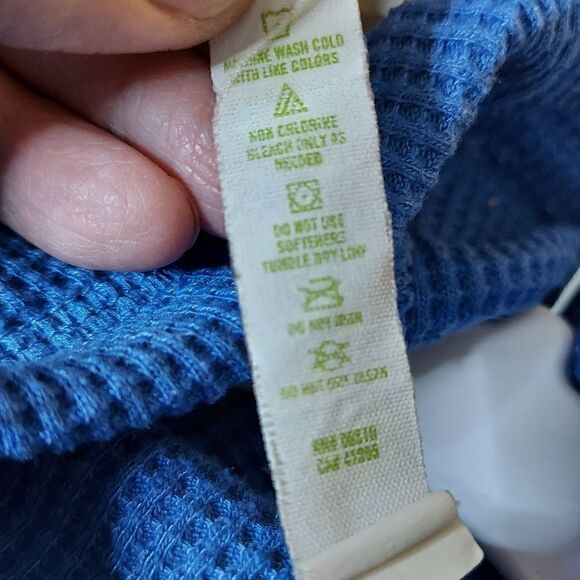 MACHINE WASH COLD
WITH LIKE COLORS
NON CHLORINE
BLEACH ONLY AS
NEEDED
DO NOT USE
SOFTENERS
TUMBLE DRY LOW
DO NOT IRON
DO NOT DRY CLEAN